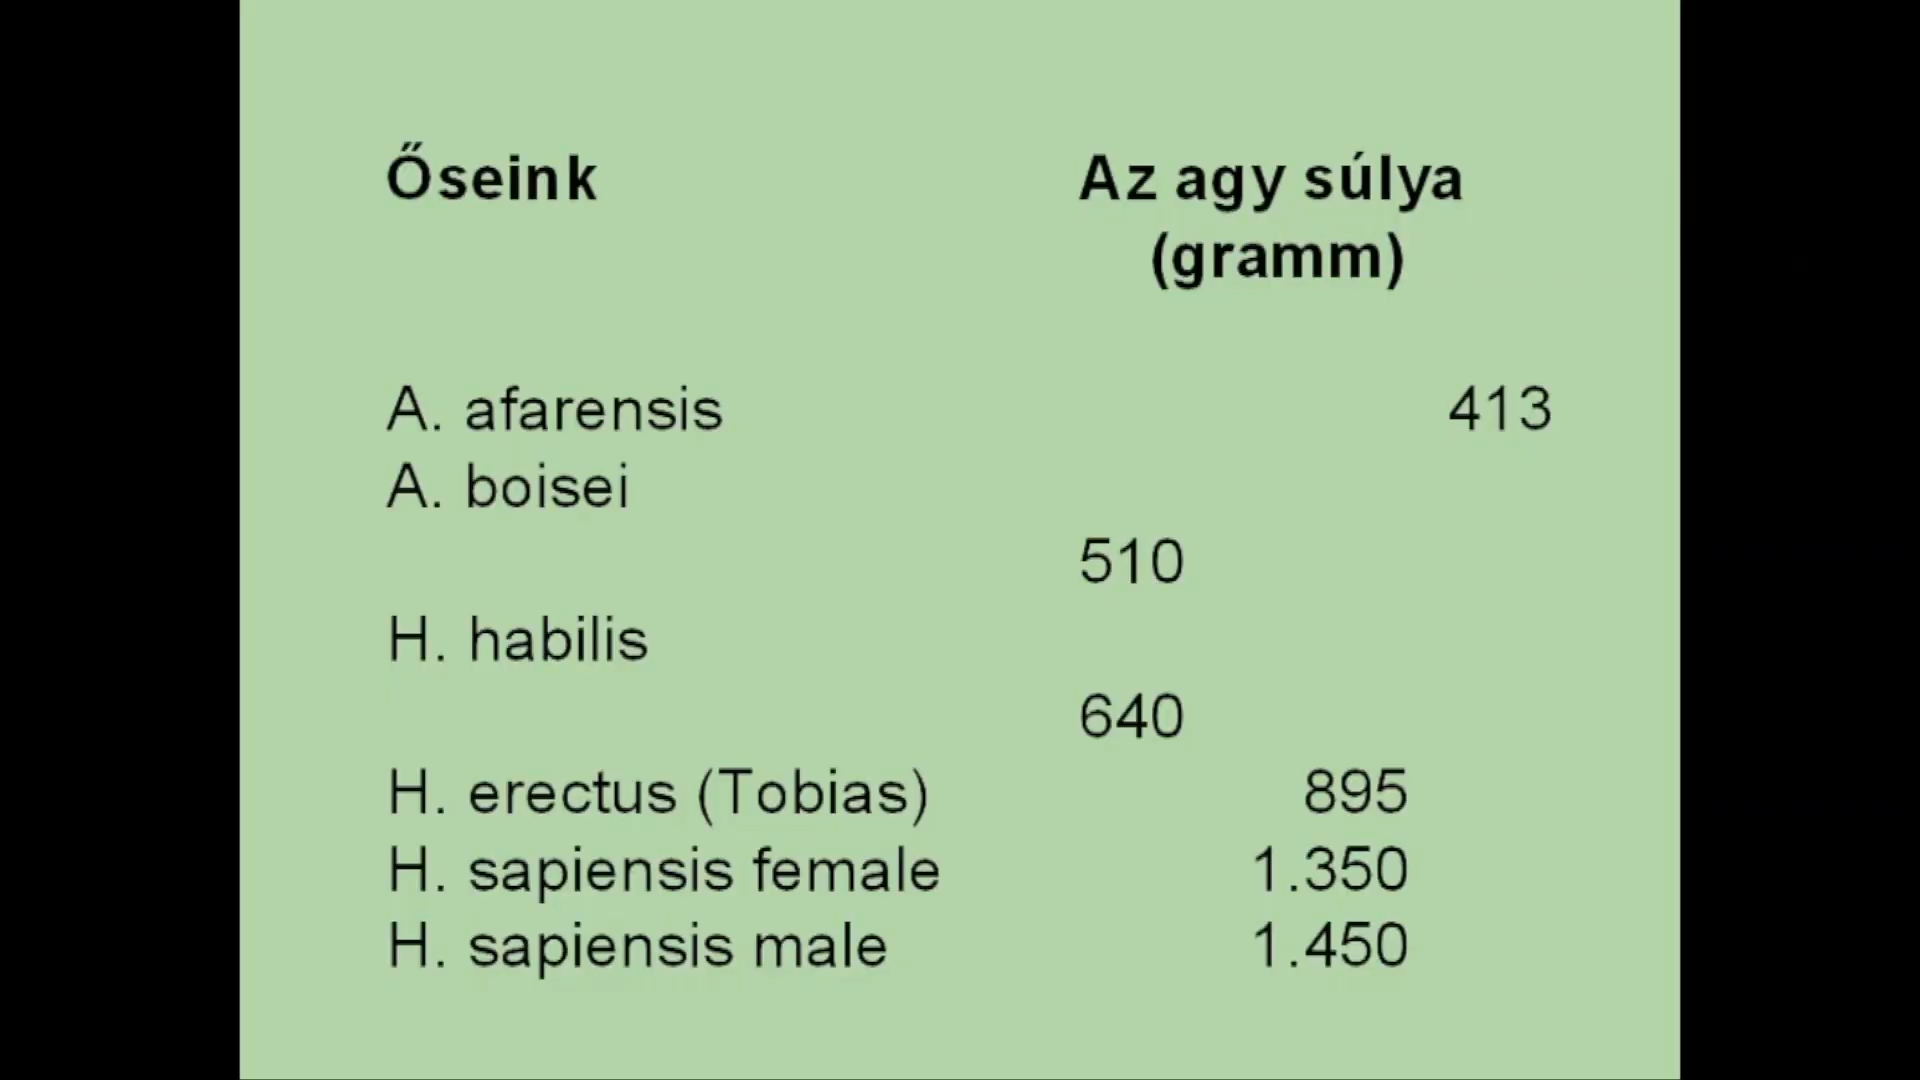 Őseink Az agy súlya
(gramm)
A. afarensis 413
A. boisei
510
H. habilis
640
H. erectus (Tobias) 895
H. sapiensis female 1.350
H. sapiensis male 1.450